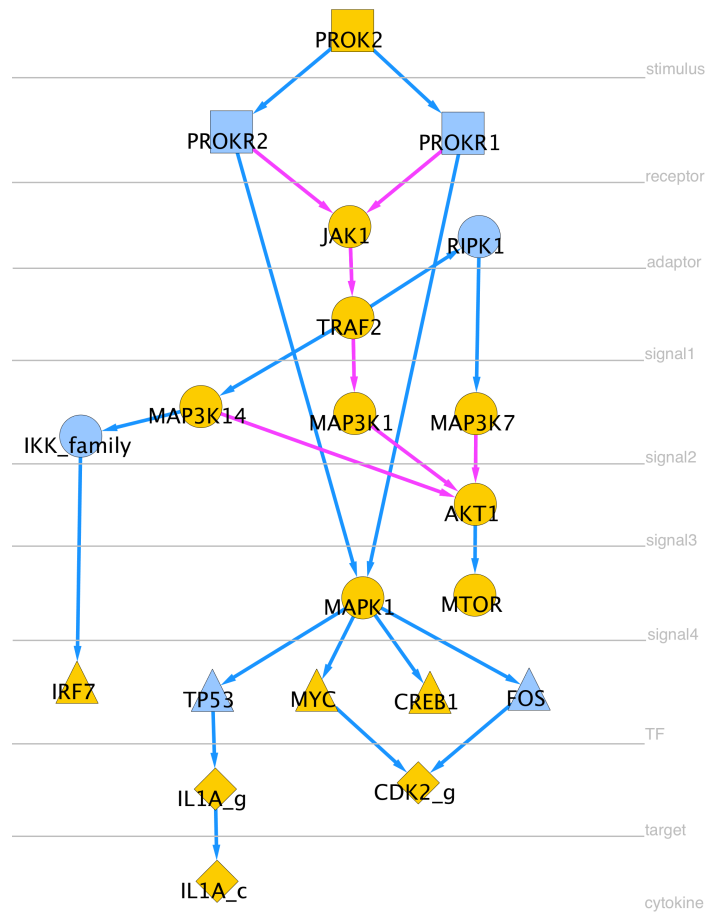 PROK2
stimulus
PROKR2
PROKR1
receptor
JAK1
RIPK1
adaptor
TRAF2
signal1
MAP3K14
MAP3K1
MAP3K7
IKK_family
signal2
AKT1
signal3
MAPK1
MTOR
signal4
IRF7
TP53
MYC
CREB1
FOS
TF
IL1A_g
CDK2_g
target
IL1A_c
cytokine